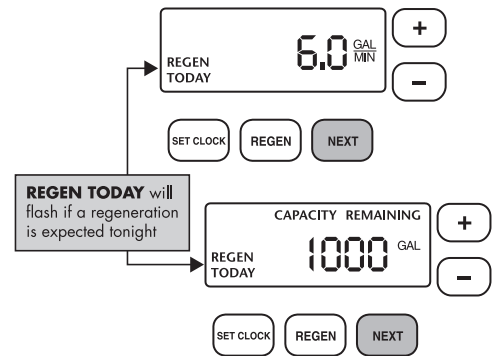 REGEN
TODAY
6.0 GAL
MIN
+
−
SET CLOCK
REGEN
NEXT
REGEN TODAY will
flash if a regeneration
is expected tonight
CAPACITY REMAINING
REGEN
TODAY
1000 GAL
+
−
SET CLOCK
REGEN
NEXT